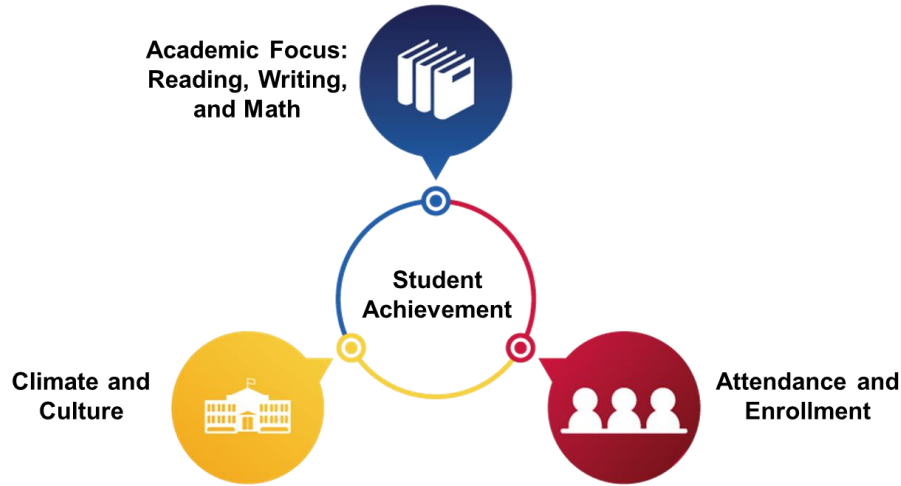 Academic Focus:
Reading, Writing,
and Math
Student
Achievement
Climate and
Culture
Attendance and
Enrollment